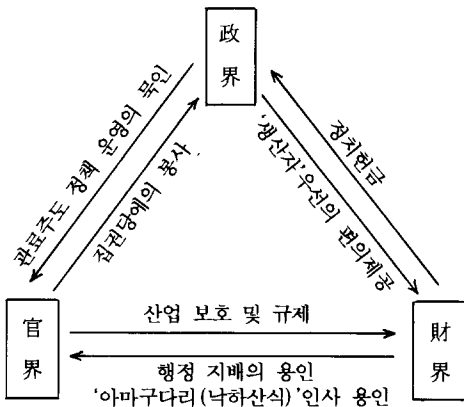 政
界
관료주도 정책 운영의 묵인
집권당에의 봉사
'생산자'우선의 편의제공
정치헌금
官
界
산업 보호 및 규제
행정 지배의 용인
'아마구다리(낙하산식)'인사 용인
財
界